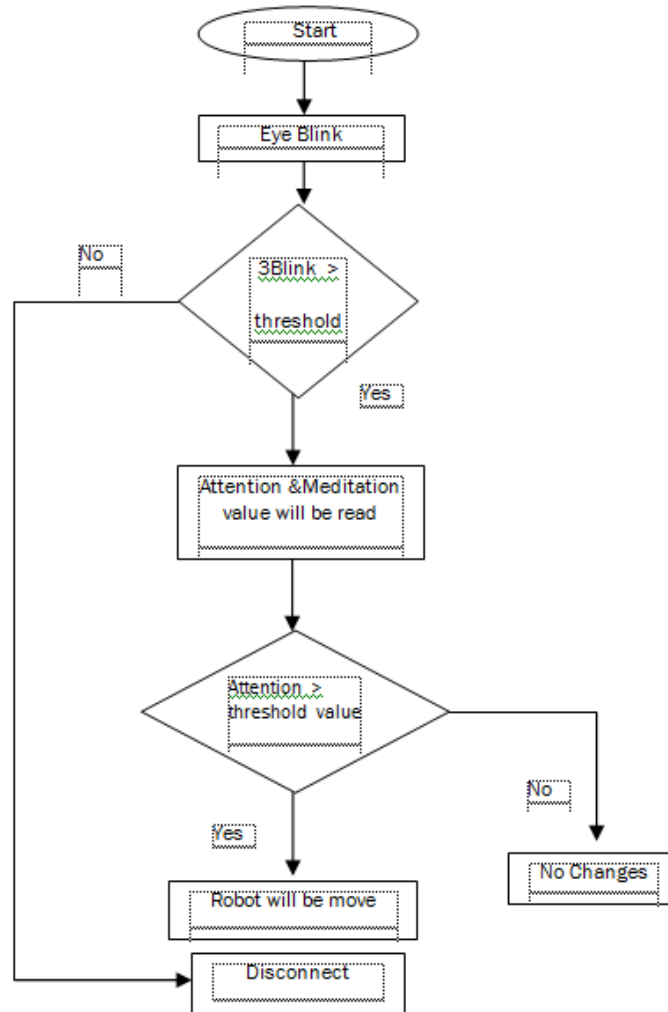 Start
Eye Blink
No
3Blink >
threshold
Yes
Attention &Meditation
value will be read
Attention >
threshold value
No
Yes
No Changes
Robot will be move
Disconnect